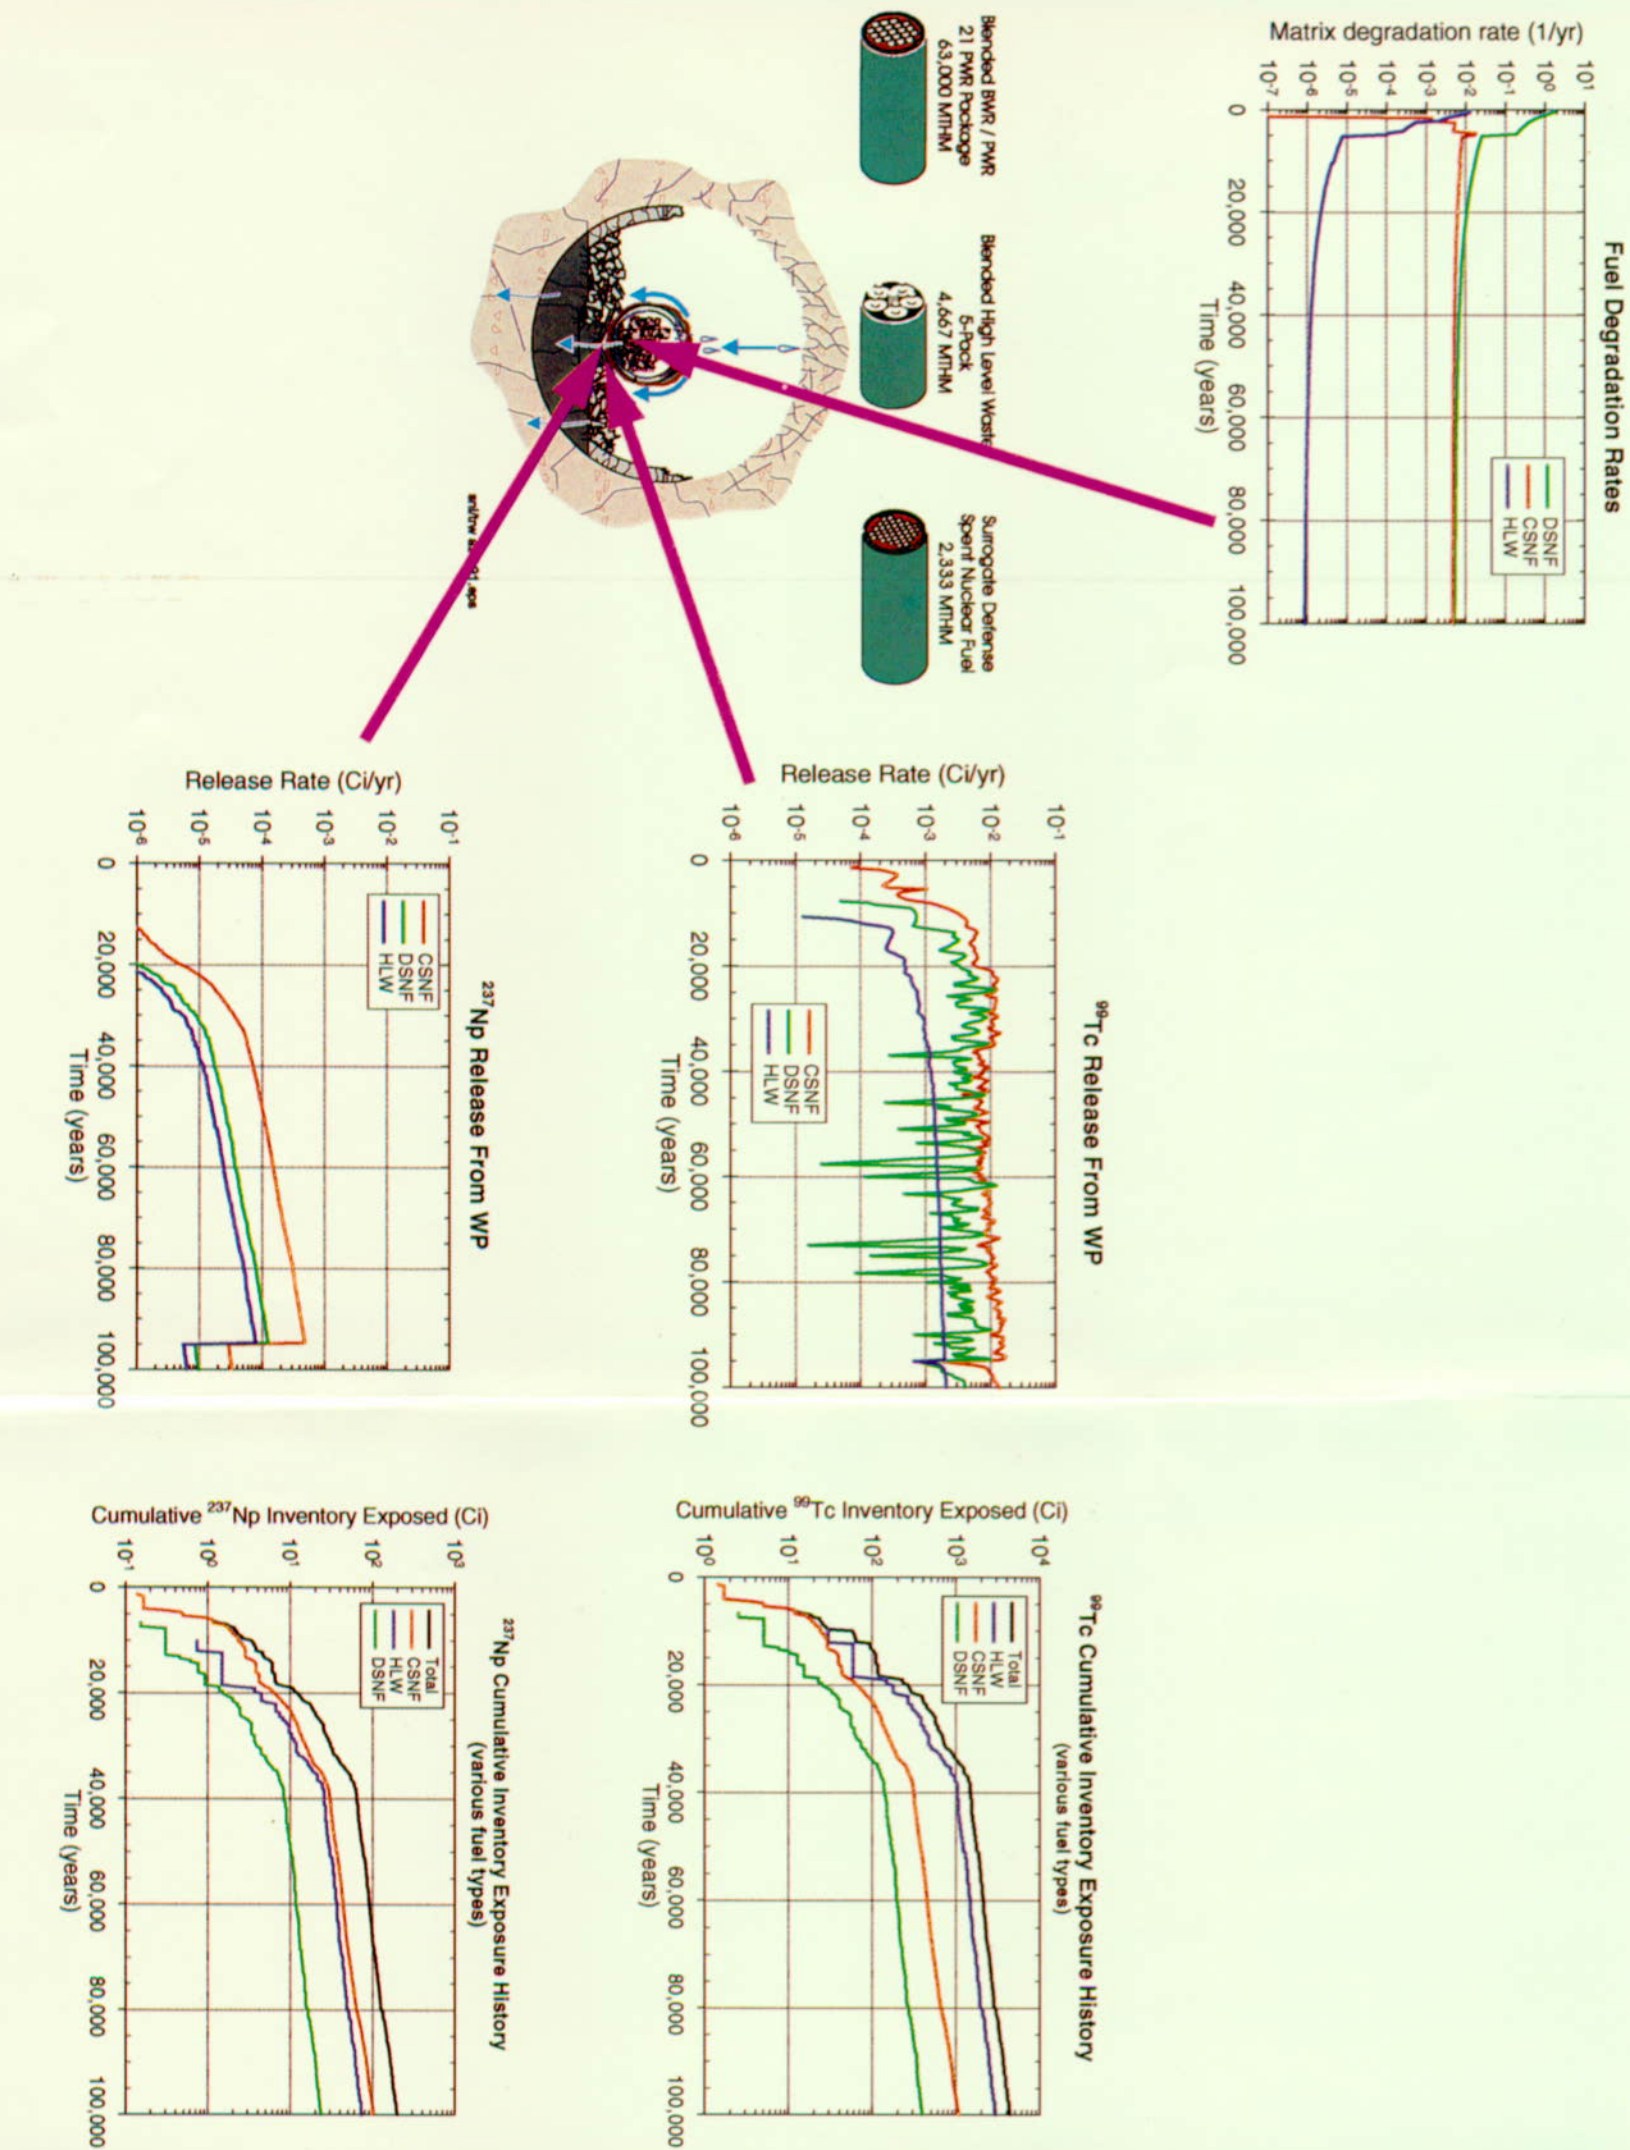 Fuel Degradation Rates
Matrix degradation rate (1/yr)
10¹
10⁰
10⁻¹
10⁻²
10⁻³
10⁻⁴
10⁻⁵
10⁻⁶
10⁻⁷
DSNF
CSNF
HLW
0
20,000
40,000
60,000
80,000
100,000
Time (years)
Blended BWR / PWR
21 PWR Package
63,000 MTHM
Blended High Level Waste
5-Pack
4,667 MTHM
Surrogate Defense
Spent Nuclear Fuel
2,333 MTHM
⁹⁹Tc Release From WP
Release Rate (Ci/yr)
10⁻¹
10⁻²
10⁻³
10⁻⁴
10⁻⁵
10⁻⁶
CSNF
DSNF
HLW
0
20,000
40,000
60,000
80,000
100,000
Time (years)
⁹⁹Tc Cumulative Inventory Exposure History
(various fuel types)
Cumulative ⁹⁹Tc Inventory Exposed (Ci)
10⁴
10³
10²
10¹
10⁰
Total
HLW
CSNF
DSNF
0
20,000
40,000
60,000
80,000
100,000
Time (years)
²³⁷Np Release From WP
Release Rate (Ci/yr)
10⁻¹
10⁻²
10⁻³
10⁻⁴
10⁻⁵
10⁻⁶
CSNF
DSNF
HLW
0
20,000
40,000
60,000
80,000
100,000
Time (years)
²³⁷Np Cumulative Inventory Exposure History
(various fuel types)
Cumulative ²³⁷Np Inventory Exposed (Ci)
10³
10²
10¹
10⁰
10⁻¹
Total
CSNF
HLW
DSNF
0
20,000
40,000
60,000
80,000
100,000
Time (years)